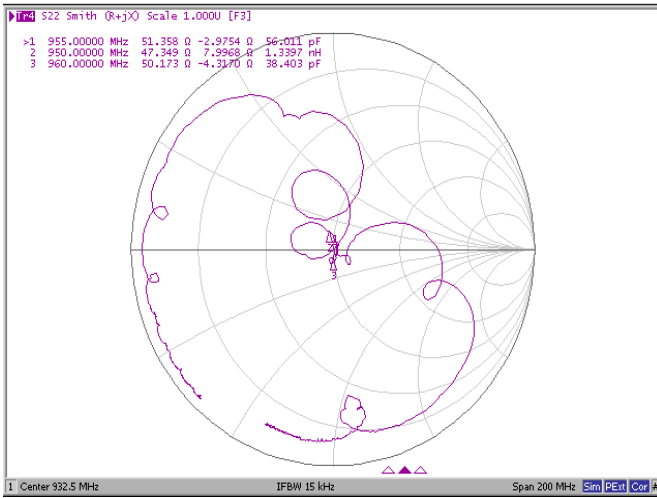 Tr4 S22 Smith (R+jX) Scale 1.000U [F3]
>1 955.00000 MHz 51.358 Ω -2.9754 Ω 56.011 pF
2 950.00000 MHz 47.349 Ω 7.9968 Ω 1.3397 nH
3 960.00000 MHz 50.173 Ω -4.3170 Ω 38.403 pF
3
1 Center 932.5 MHz IFBW 15 kHz Span 200 MHz Sim PExt Cor #